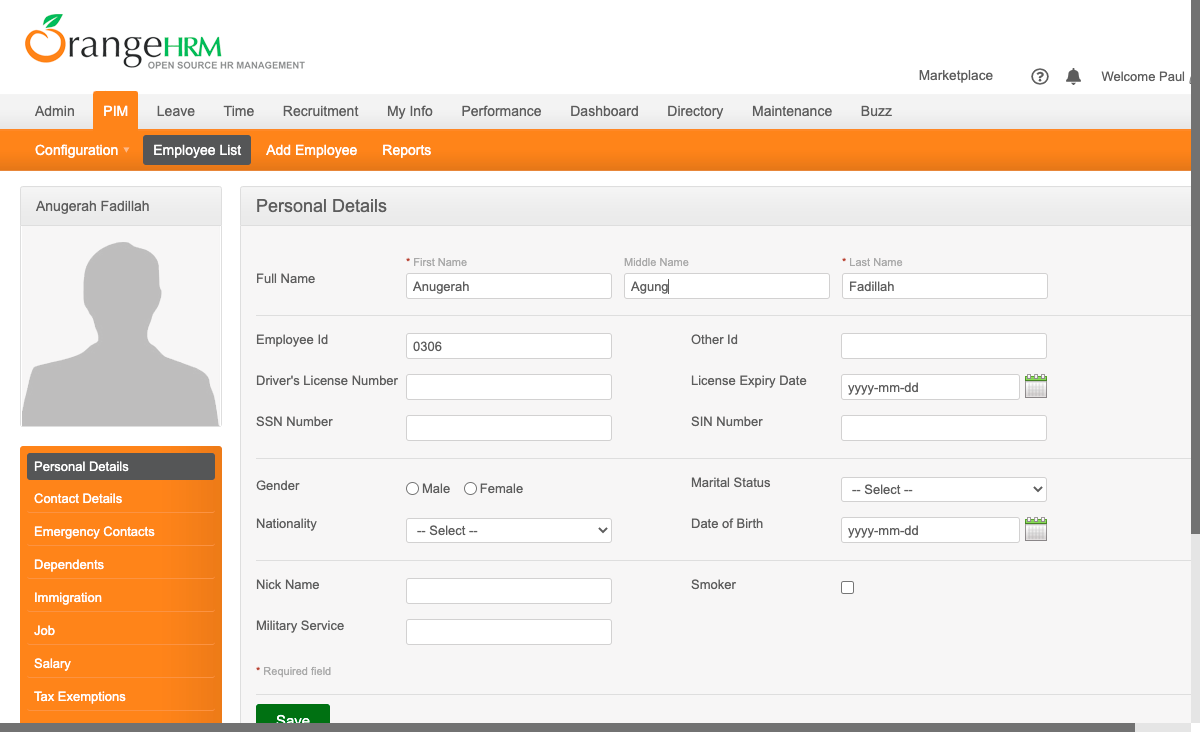 OrangeHRM
OPEN SOURCE HR MANAGEMENT
Marketplace ? Welcome Paul
Admin PIM Leave Time Recruitment My Info Performance Dashboard Directory Maintenance Buzz
Configuration Employee List Add Employee Reports
Anugerah Fadillah
Personal Details
* First Name Middle Name * Last Name
Full Name Anugerah Agung Fadillah
Employee Id 0306 Other Id
Driver's License Number License Expiry Date yyyy-mm-dd
SSN Number SIN Number
Gender Male Female Marital Status -- Select --
Nationality -- Select -- Date of Birth yyyy-mm-dd
Nick Name Smoker
Military Service
* Required field
Save
Personal Details
Contact Details
Emergency Contacts
Dependents
Immigration
Job
Salary
Tax Exemptions